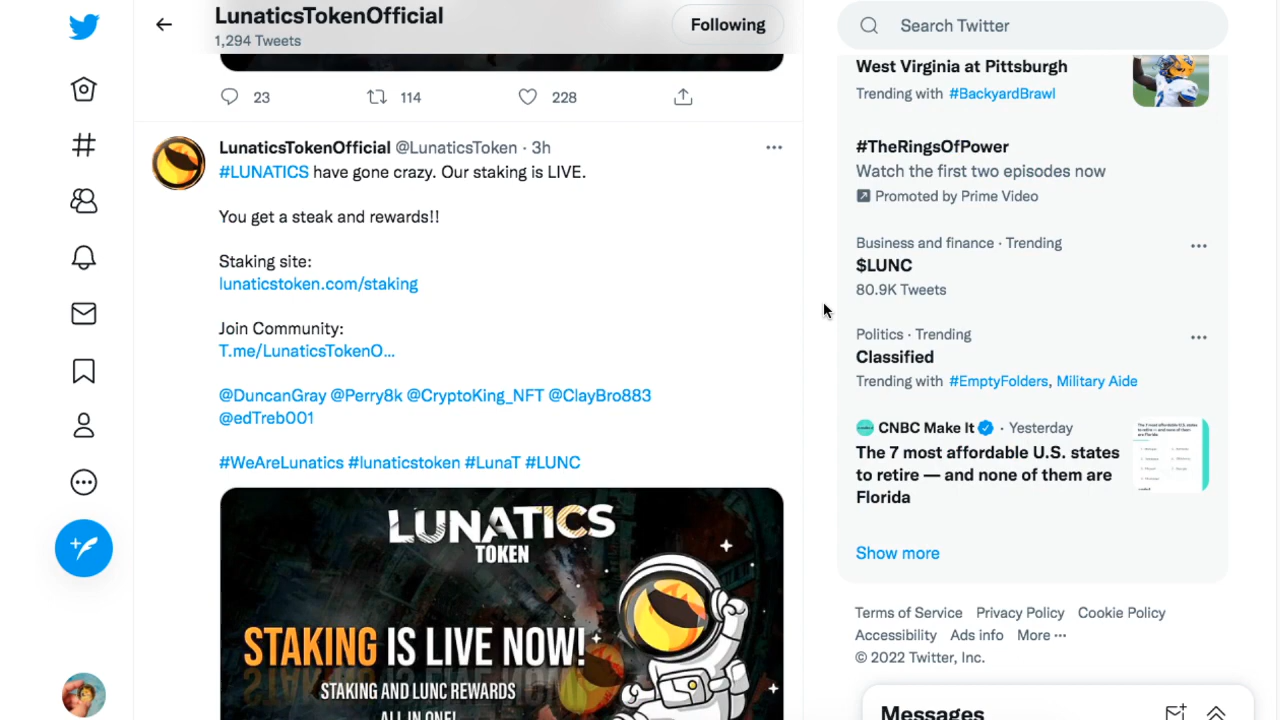 LunaticsTokenOfficial
1,294 Tweets
Following
23
114
228
LunaticsTokenOfficial @LunaticsToken · 3h
#LUNATICS have gone crazy. Our staking is LIVE.
You get a steak and rewards!!
Staking site:
lunaticstoken.com/staking
Join Community:
T.me/LunaticsTokenO...
@DuncanGray @Perry8k @CryptoKing_NFT @ClayBro883
@edTreb001
#WeAreLunatics #lunaticstoken #LunaT #LUNC
LUNATICS
TOKEN
STAKING IS LIVE NOW!
STAKING AND LUNC REWARDS
ALL IN ONE!
Search Twitter
West Virginia at Pittsburgh
Trending with #BackyardBrawl
#TheRingsOfPower
Watch the first two episodes now
Promoted by Prime Video
Business and finance · Trending
$LUNC
80.9K Tweets
Politics · Trending
Classified
Trending with #EmptyFolders, Military Aide
CNBC Make It · Yesterday
The 7 most affordable U.S. states
to retire — and none of them are
Florida
Show more
Terms of Service Privacy Policy Cookie Policy
Accessibility Ads info More ···
© 2022 Twitter, Inc.
Messages